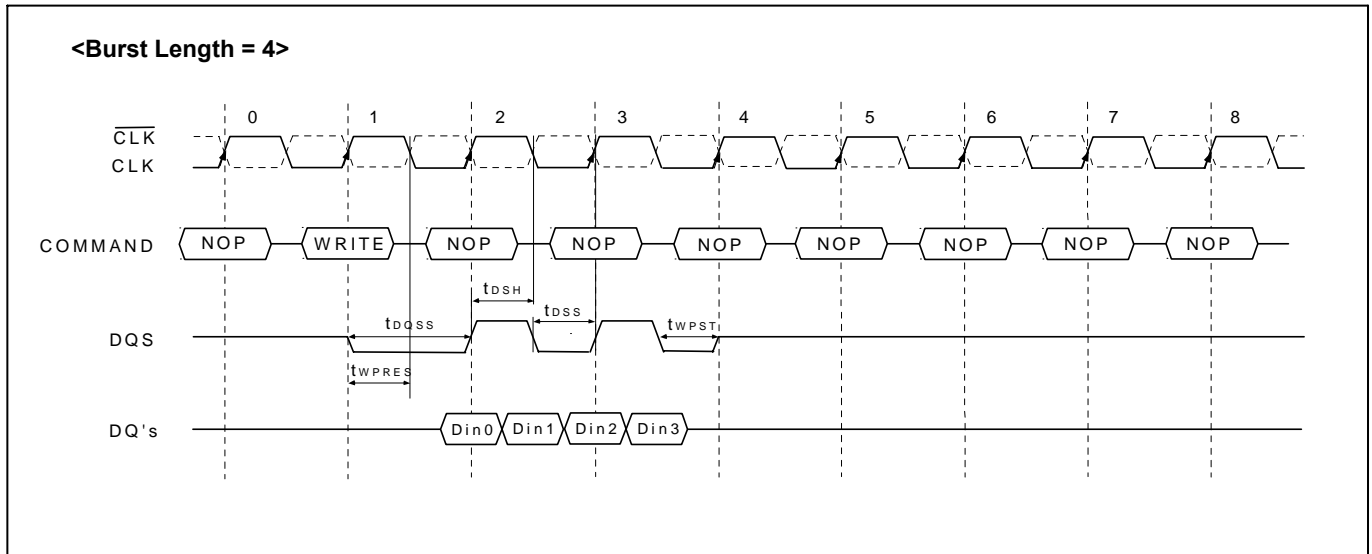 <Burst Length = 4>
0 1 2 3 4 5 6 7 8
CLK
CLK
COMMAND NOP WRITE NOP NOP NOP NOP NOP NOP NOP
tDSH
tDQSS tDSS tWPST
DQS
tWPRES
DQ's Din0 Din1 Din2 Din3